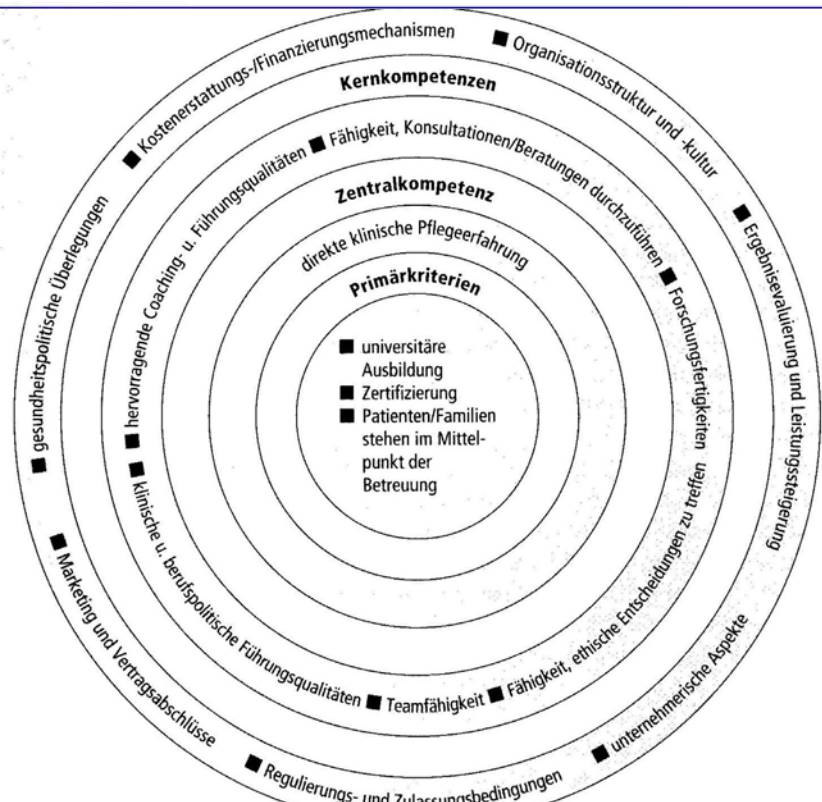 ■ Kostenerstattungs-/Finanzierungsmechanismen
■ Organisationsstruktur und -kultur
■ Ergebnisevaluierung und Leistungssteigerung
■ unternehmerische Aspekte
■ Regulierungs- und Zulassungsbedingungen
■ Marketing und Vertragsabschlüsse
■ gesundheitspolitische Überlegungen
Kernkompetenzen
■ Fähigkeit, Konsultationen/Beratungen durchzuführen
■ Forschungsfertigkeiten
■ Fähigkeit, ethische Entscheidungen zu treffen
■ Teamfähigkeit
■ klinische u. berufspolitische Führungsqualitäten
■ hervorragende Coaching- u. Führungsqualitäten
Zentralkompetenz
direkte klinische Pflegeerfahrung
Primärkriterien
■ universitäre
Ausbildung
■ Zertifizierung
■ Patienten/Familien
stehen im Mittel-
punkt der
Betreuung